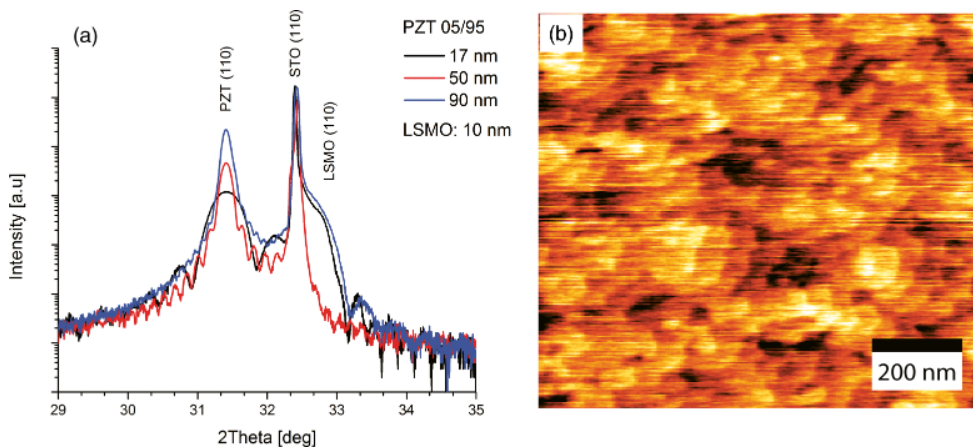 (a)
PZT 05/95
17 nm
50 nm
90 nm
LSMO: 10 nm
PZT (110)
STO (110)
LSMO (110)
Intensity [a.u]
29 30 31 32 33 34 35
2Theta [deg]
(b)
200 nm